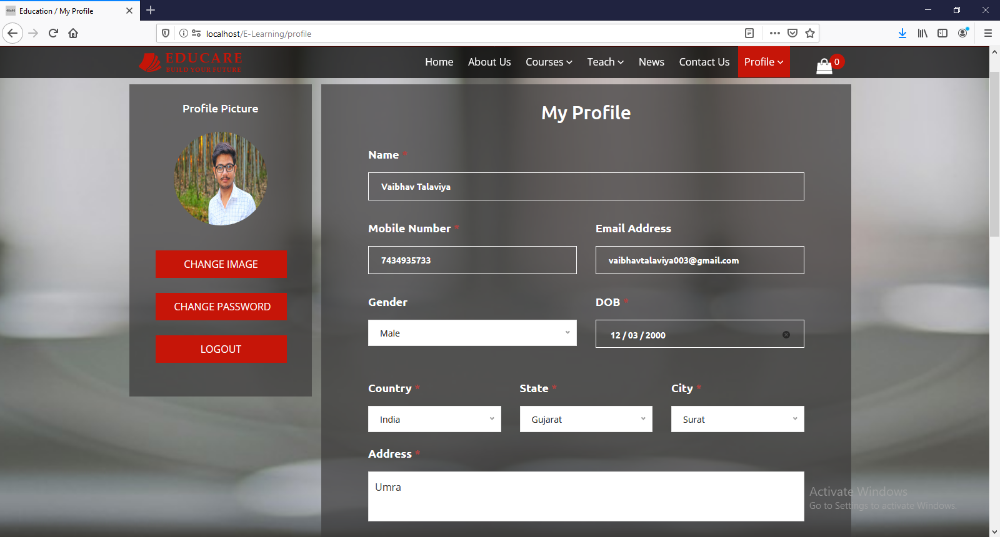 Education / My Profile
localhost/E-Learning/profile
EDUCARE
BUILD YOUR FUTURE
Home About Us Courses Teach News Contact Us Profile 0
Profile Picture
CHANGE IMAGE
CHANGE PASSWORD
LOGOUT
My Profile
Name *
Vaibhav Talaviya
Mobile Number * Email Address
7434935733 vaibhavtalaviya003@gmail.com
Gender DOB *
Male 12 / 03 / 2000
Country * State * City *
India Gujarat Surat
Address *
Umra
Activate Windows
Go to Settings to activate Windows.